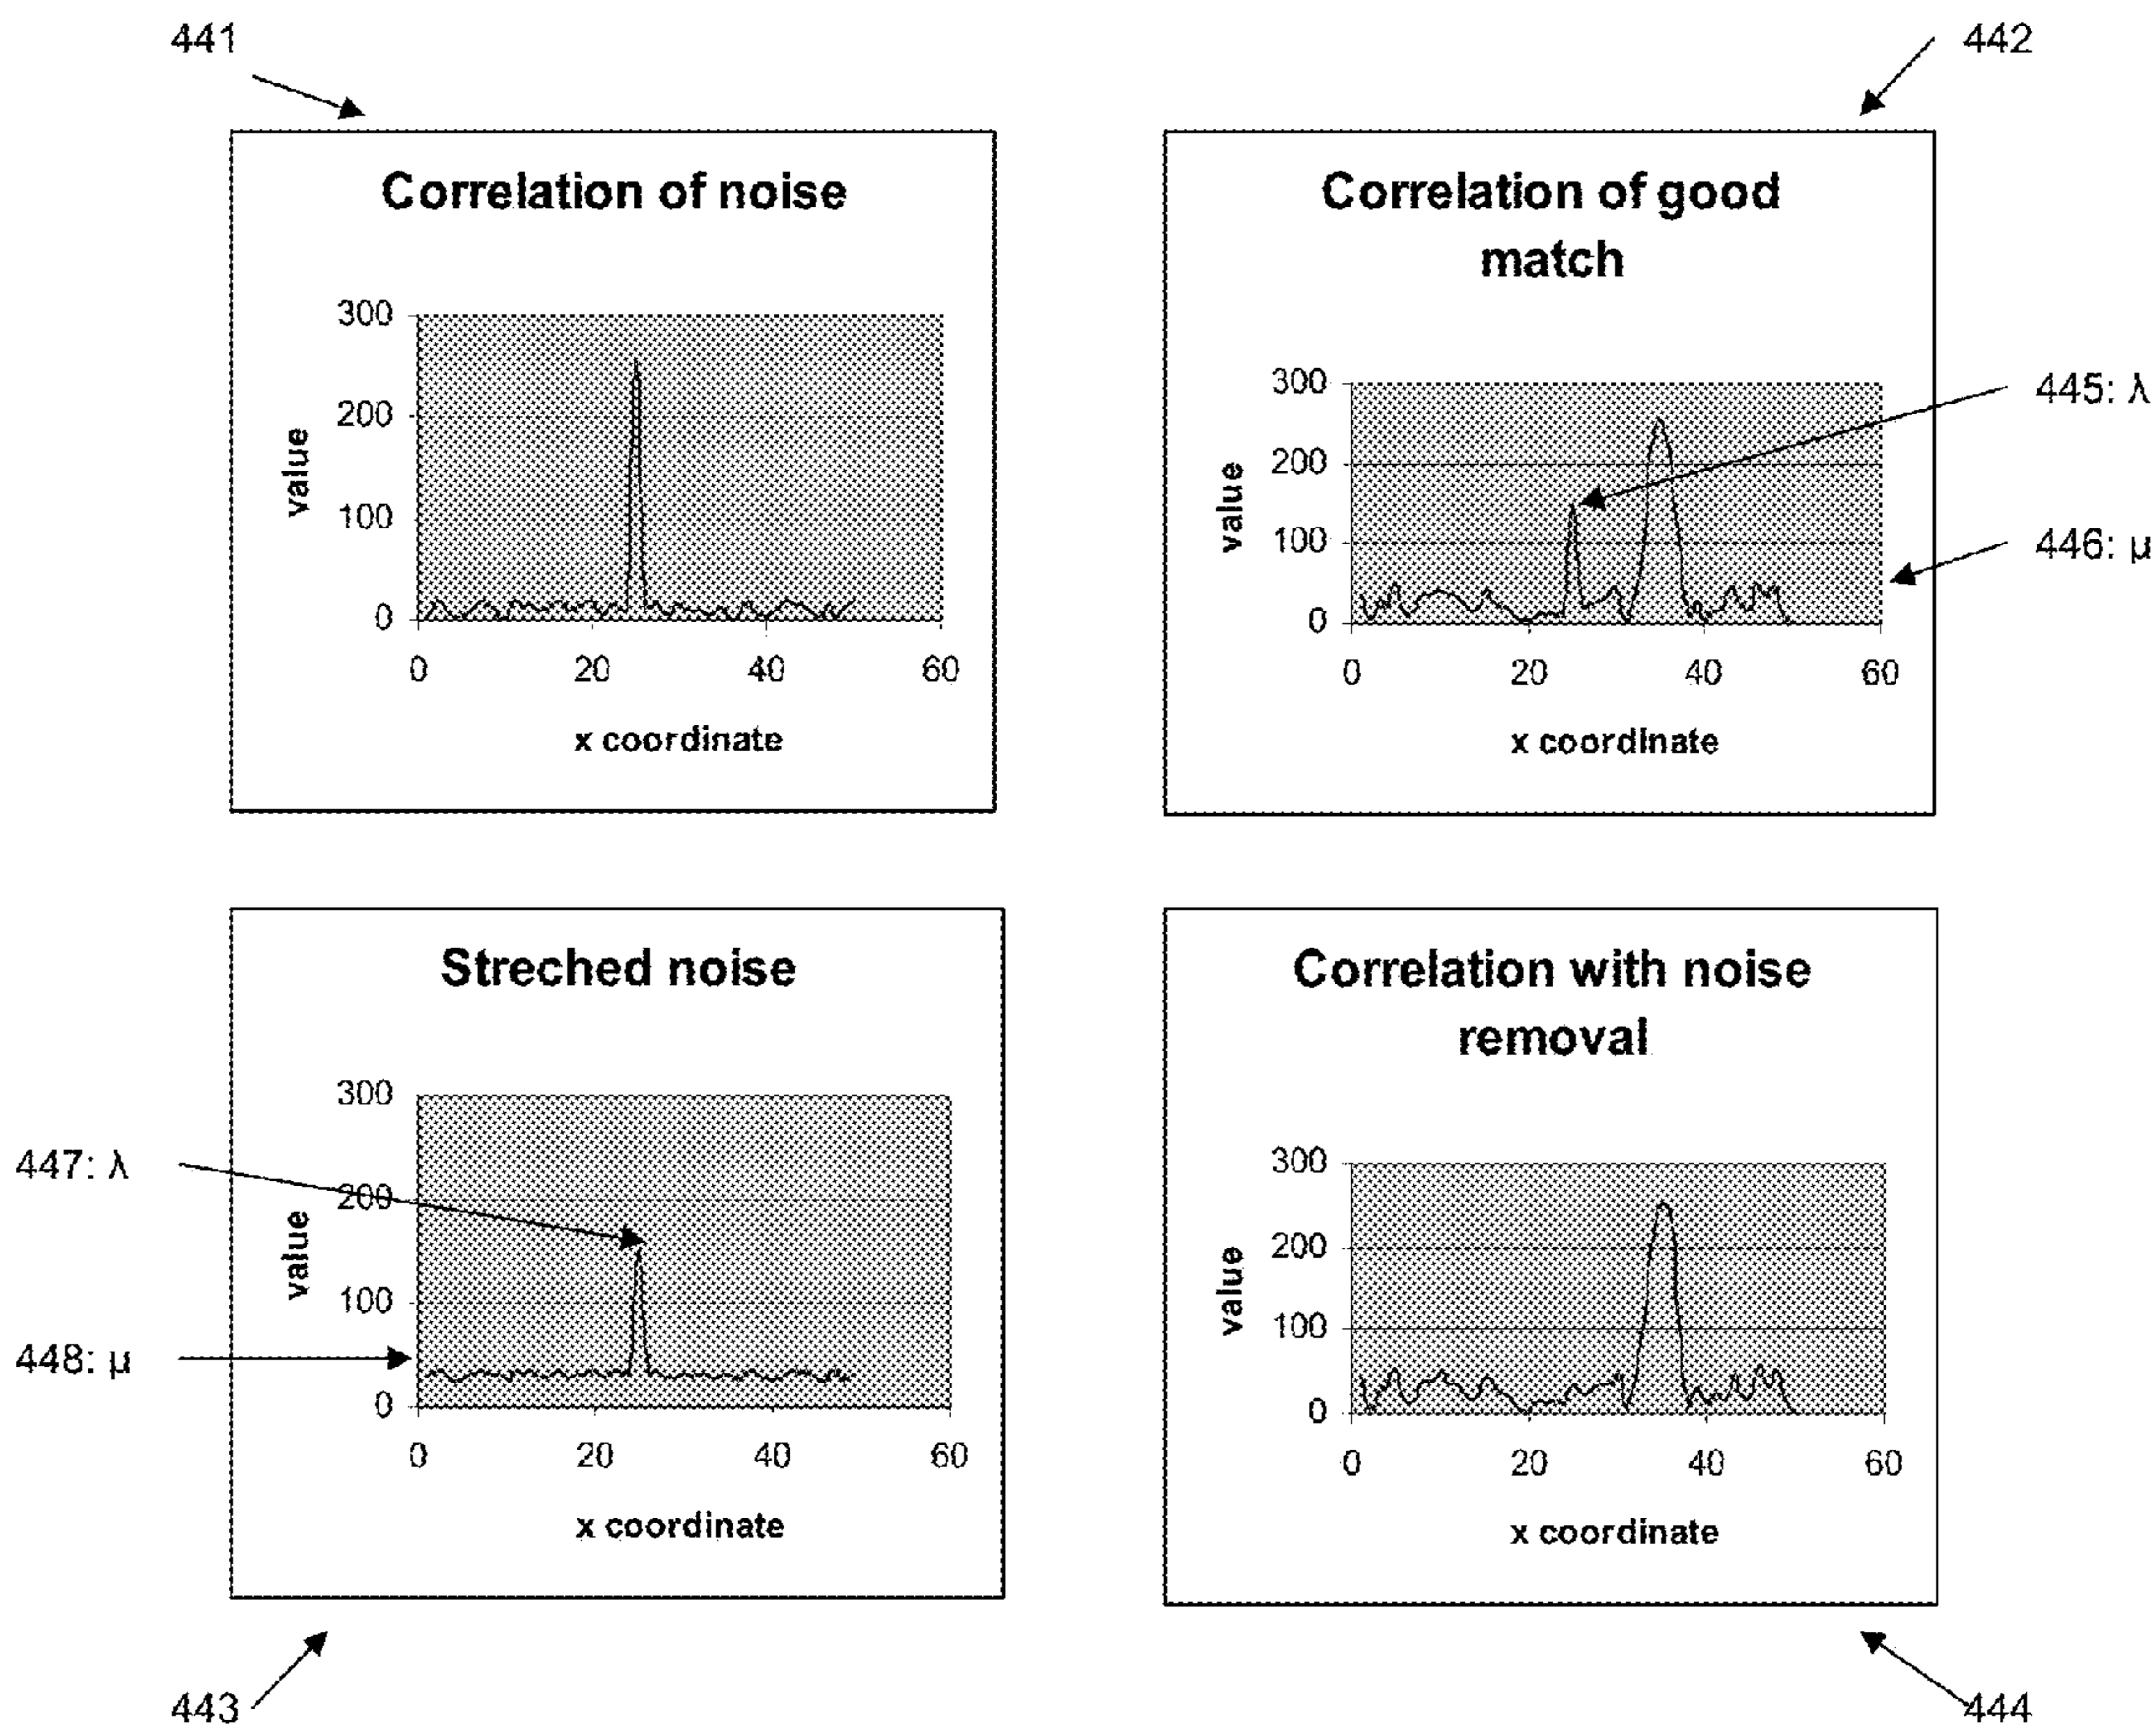 441
442
Correlation of noise
300
200
100
0
value
0 20 40 60
x coordinate
Correlation of good
match
300
200
100
0
value
0 20 40 60
x coordinate
445: λ
446: μ
Streched noise
300
200
100
0
value
0 20 40 60
x coordinate
447: λ
448: μ
Correlation with noise
removal
300
200
100
0
value
0 20 40 60
x coordinate
443
444